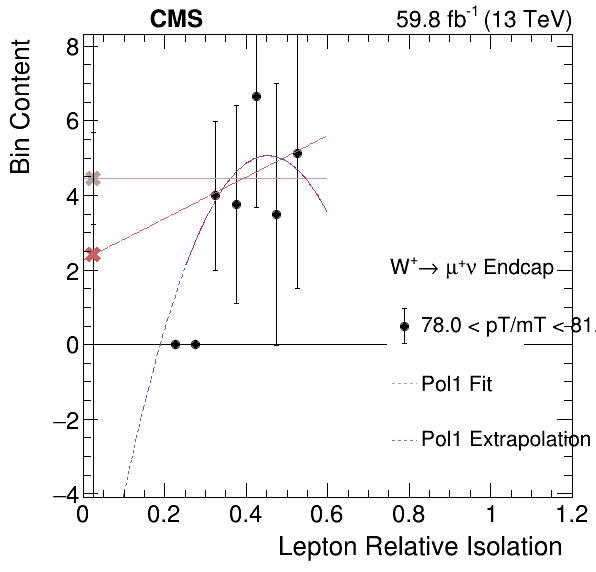 CMS 59.8 fb⁻¹ (13 TeV)
Bin Content
8
6
4
2
0
−2
−4
W⁺→ μ⁺ν Endcap
78.0 < pT/mT < 81.
Pol1 Fit
Pol1 Extrapolation
0 0.2 0.4 0.6 0.8 1 1.2
Lepton Relative Isolation